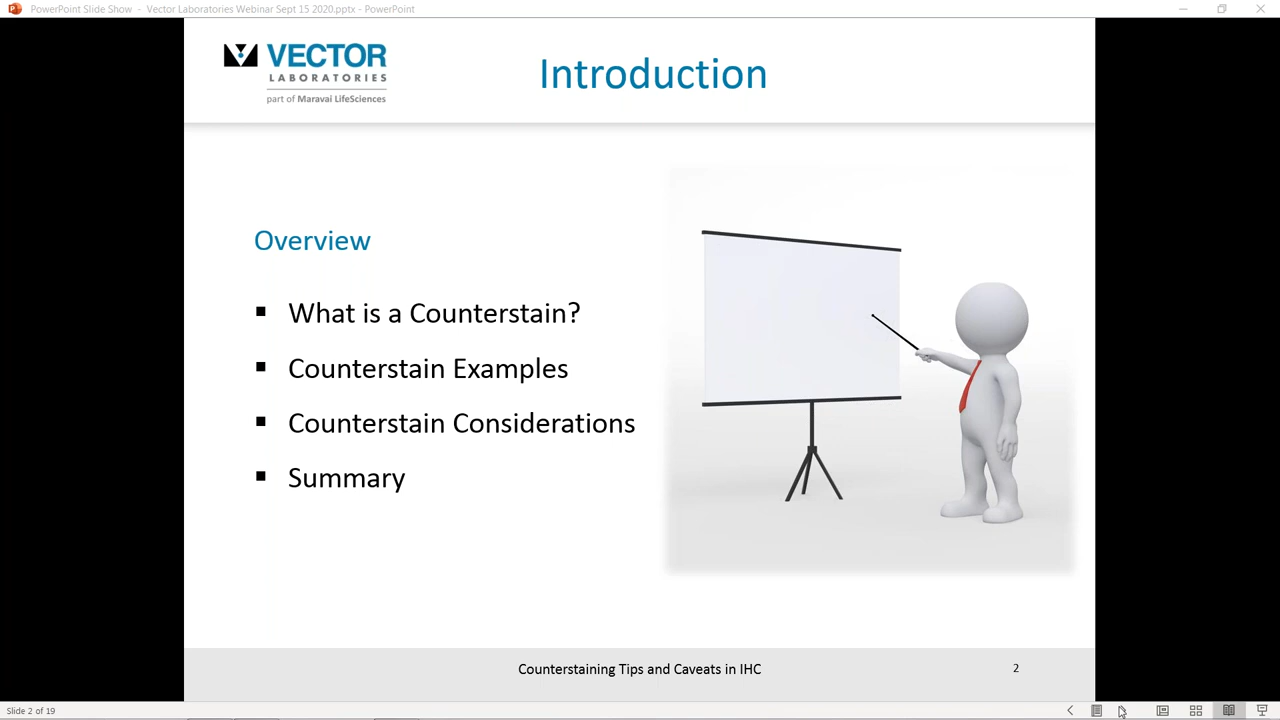 PowerPoint Slide Show - Vector Laboratories Webinar Sept 15 2020.pptx - PowerPoint
VECTOR
LABORATORIES
part of Maravai LifeSciences
Introduction
Overview
▪ What is a Counterstain?
▪ Counterstain Examples
▪ Counterstain Considerations
▪ Summary
Counterstaining Tips and Caveats in IHC
2
Slide 2 of 19